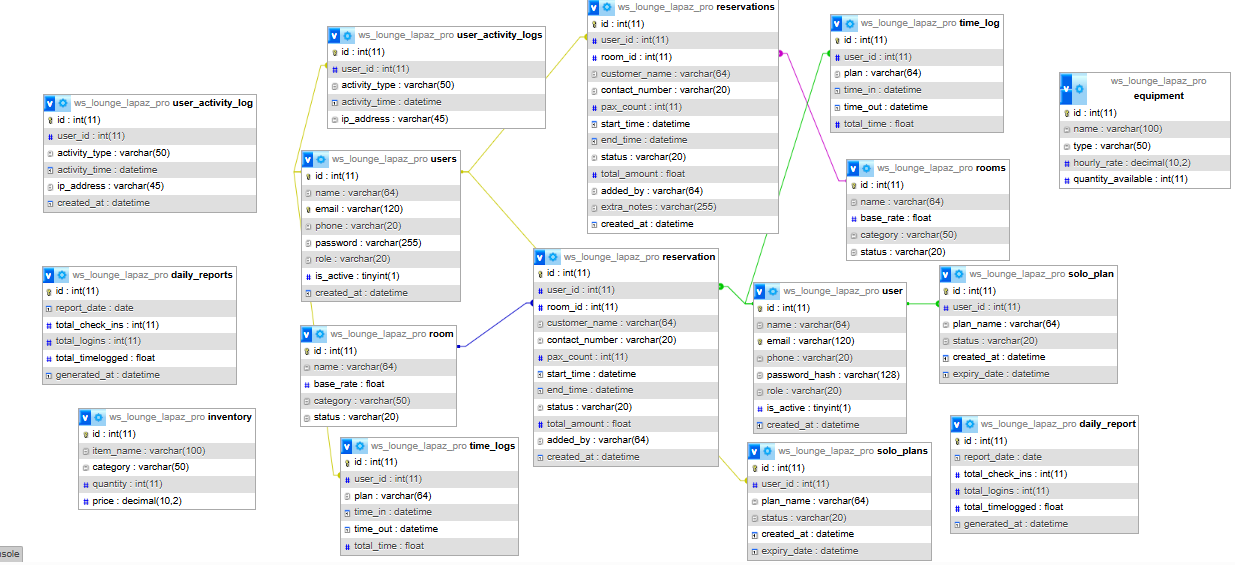 ws_lounge_lapaz_pro user_activity_log
id : int(11)
user_id : int(11)
activity_type : varchar(50)
activity_time : datetime
ip_address : varchar(45)
created_at : datetime
ws_lounge_lapaz_pro daily_reports
id : int(11)
report_date : date
total_check_ins : int(11)
total_logins : int(11)
total_timelogged : float
generated_at : datetime
ws_lounge_lapaz_pro inventory
id : int(11)
item_name : varchar(100)
category : varchar(50)
quantity : int(11)
price : decimal(10,2)
ws_lounge_lapaz_pro user_activity_logs
id : int(11)
user_id : int(11)
activity_type : varchar(50)
activity_time : datetime
ip_address : varchar(45)
ws_lounge_lapaz_pro users
id : int(11)
name : varchar(64)
email : varchar(120)
phone : varchar(20)
password : varchar(255)
role : varchar(20)
is_active : tinyint(1)
created_at : datetime
ws_lounge_lapaz_pro room
id : int(11)
name : varchar(64)
base_rate : float
category : varchar(50)
status : varchar(20)
ws_lounge_lapaz_pro time_logs
id : int(11)
user_id : int(11)
plan : varchar(64)
time_in : datetime
time_out : datetime
total_time : float
ws_lounge_lapaz_pro reservations
id : int(11)
user_id : int(11)
room_id : int(11)
customer_name : varchar(64)
contact_number : varchar(20)
pax_count : int(11)
start_time : datetime
end_time : datetime
status : varchar(20)
total_amount : float
added_by : varchar(64)
extra_notes : varchar(255)
created_at : datetime
ws_lounge_lapaz_pro reservation
id : int(11)
user_id : int(11)
room_id : int(11)
customer_name : varchar(64)
contact_number : varchar(20)
pax_count : int(11)
start_time : datetime
end_time : datetime
status : varchar(20)
total_amount : float
added_by : varchar(64)
created_at : datetime
ws_lounge_lapaz_pro time_log
id : int(11)
user_id : int(11)
plan : varchar(64)
time_in : datetime
time_out : datetime
total_time : float
ws_lounge_lapaz_pro rooms
id : int(11)
name : varchar(64)
base_rate : float
category : varchar(50)
status : varchar(20)
ws_lounge_lapaz_pro user
id : int(11)
name : varchar(64)
email : varchar(120)
phone : varchar(20)
password_hash : varchar(128)
role : varchar(20)
is_active : tinyint(1)
created_at : datetime
ws_lounge_lapaz_pro solo_plans
id : int(11)
user_id : int(11)
plan_name : varchar(64)
status : varchar(20)
created_at : datetime
expiry_date : datetime
ws_lounge_lapaz_pro
equipment
id : int(11)
name : varchar(100)
type : varchar(50)
hourly_rate : decimal(10,2)
quantity_available : int(11)
ws_lounge_lapaz_pro solo_plan
id : int(11)
user_id : int(11)
plan_name : varchar(64)
status : varchar(20)
created_at : datetime
expiry_date : datetime
ws_lounge_lapaz_pro daily_report
id : int(11)
report_date : date
total_check_ins : int(11)
total_logins : int(11)
total_timelogged : float
generated_at : datetime